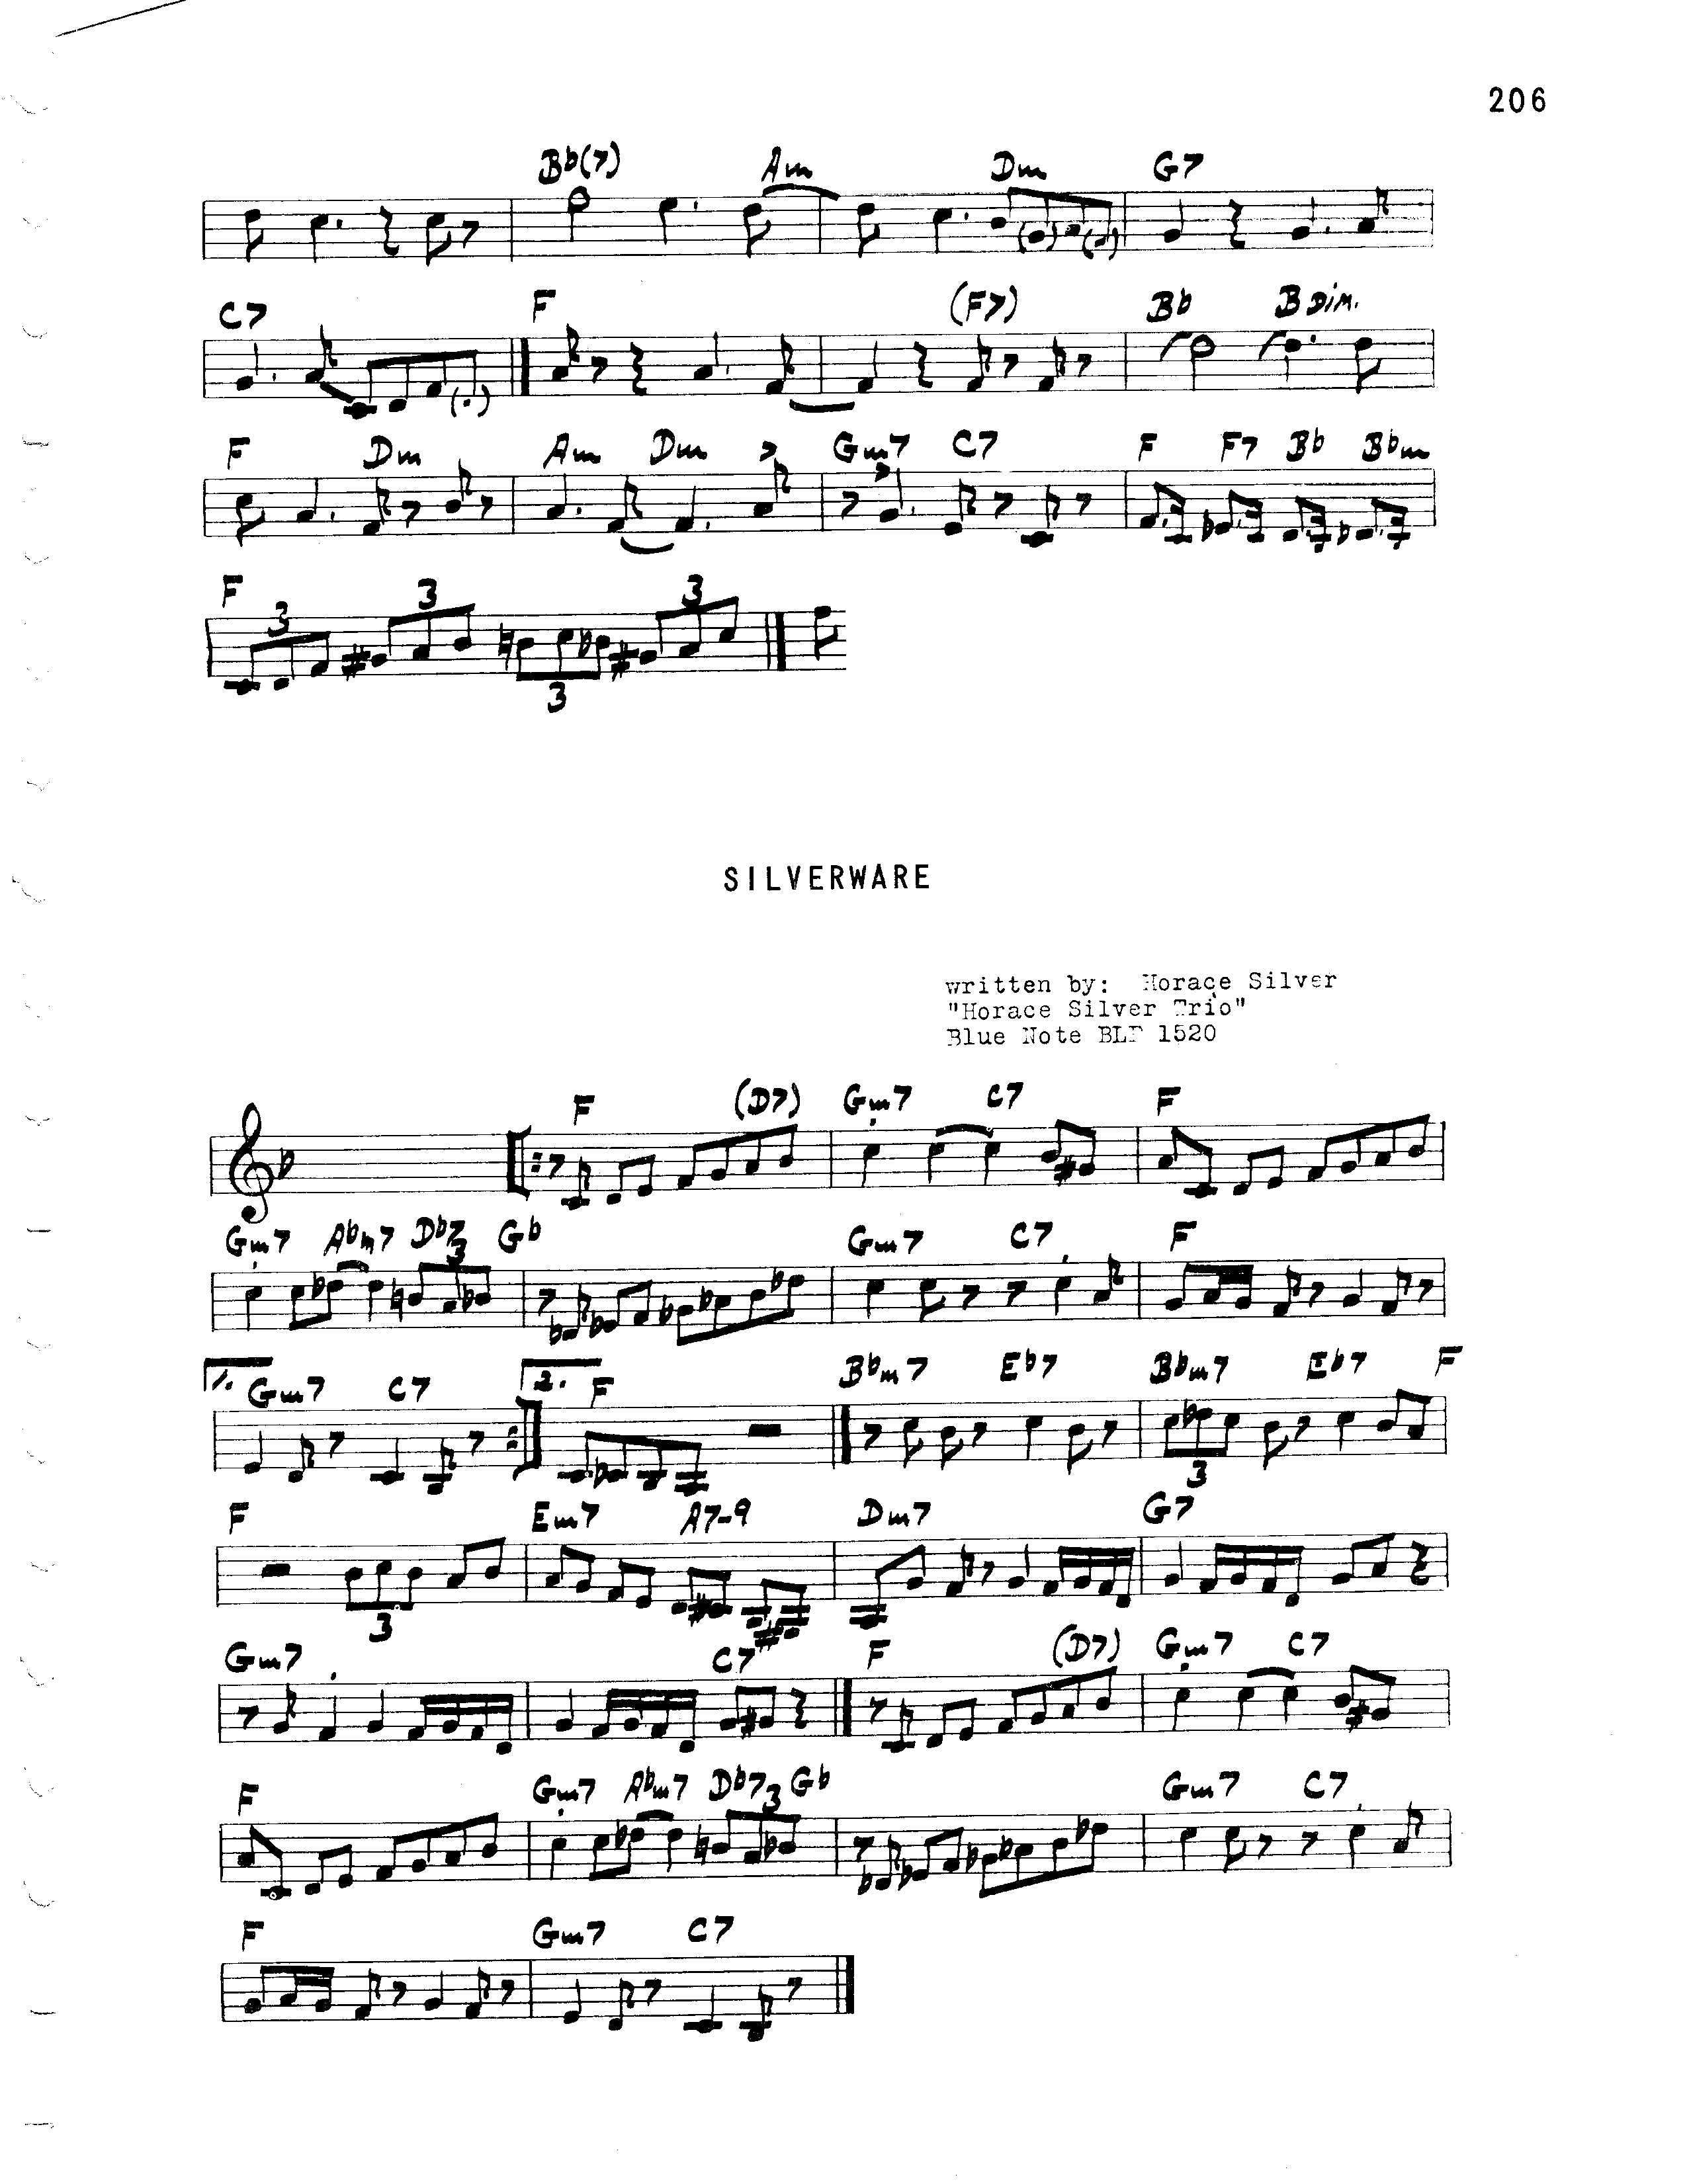 206
Bb(7) Am Dm G7
C7 F (F7) Bb B Dim.
F Dm Am Dm Gm7 C7 F F7 Bb Bbm
F 3 3 3 3
SILVERWARE
written by: Horace Silver
"Horace Silver Trio"
Blue Note BLP 1520
F (D7) Gm7 C7 F
Gm7 Abm7 Db7 3 Gb Gm7 C7 F
1. Gm7 C7 2. F Bbm7 Eb7 Bbm7 3 Eb7 F
F 3 Em7 A7-9 Dm7 G7
Gm7 C7 F (D7) Gm7 C7
F Gm7 Abm7 Db7 3 Gb Gm7 C7
F Gm7 C7